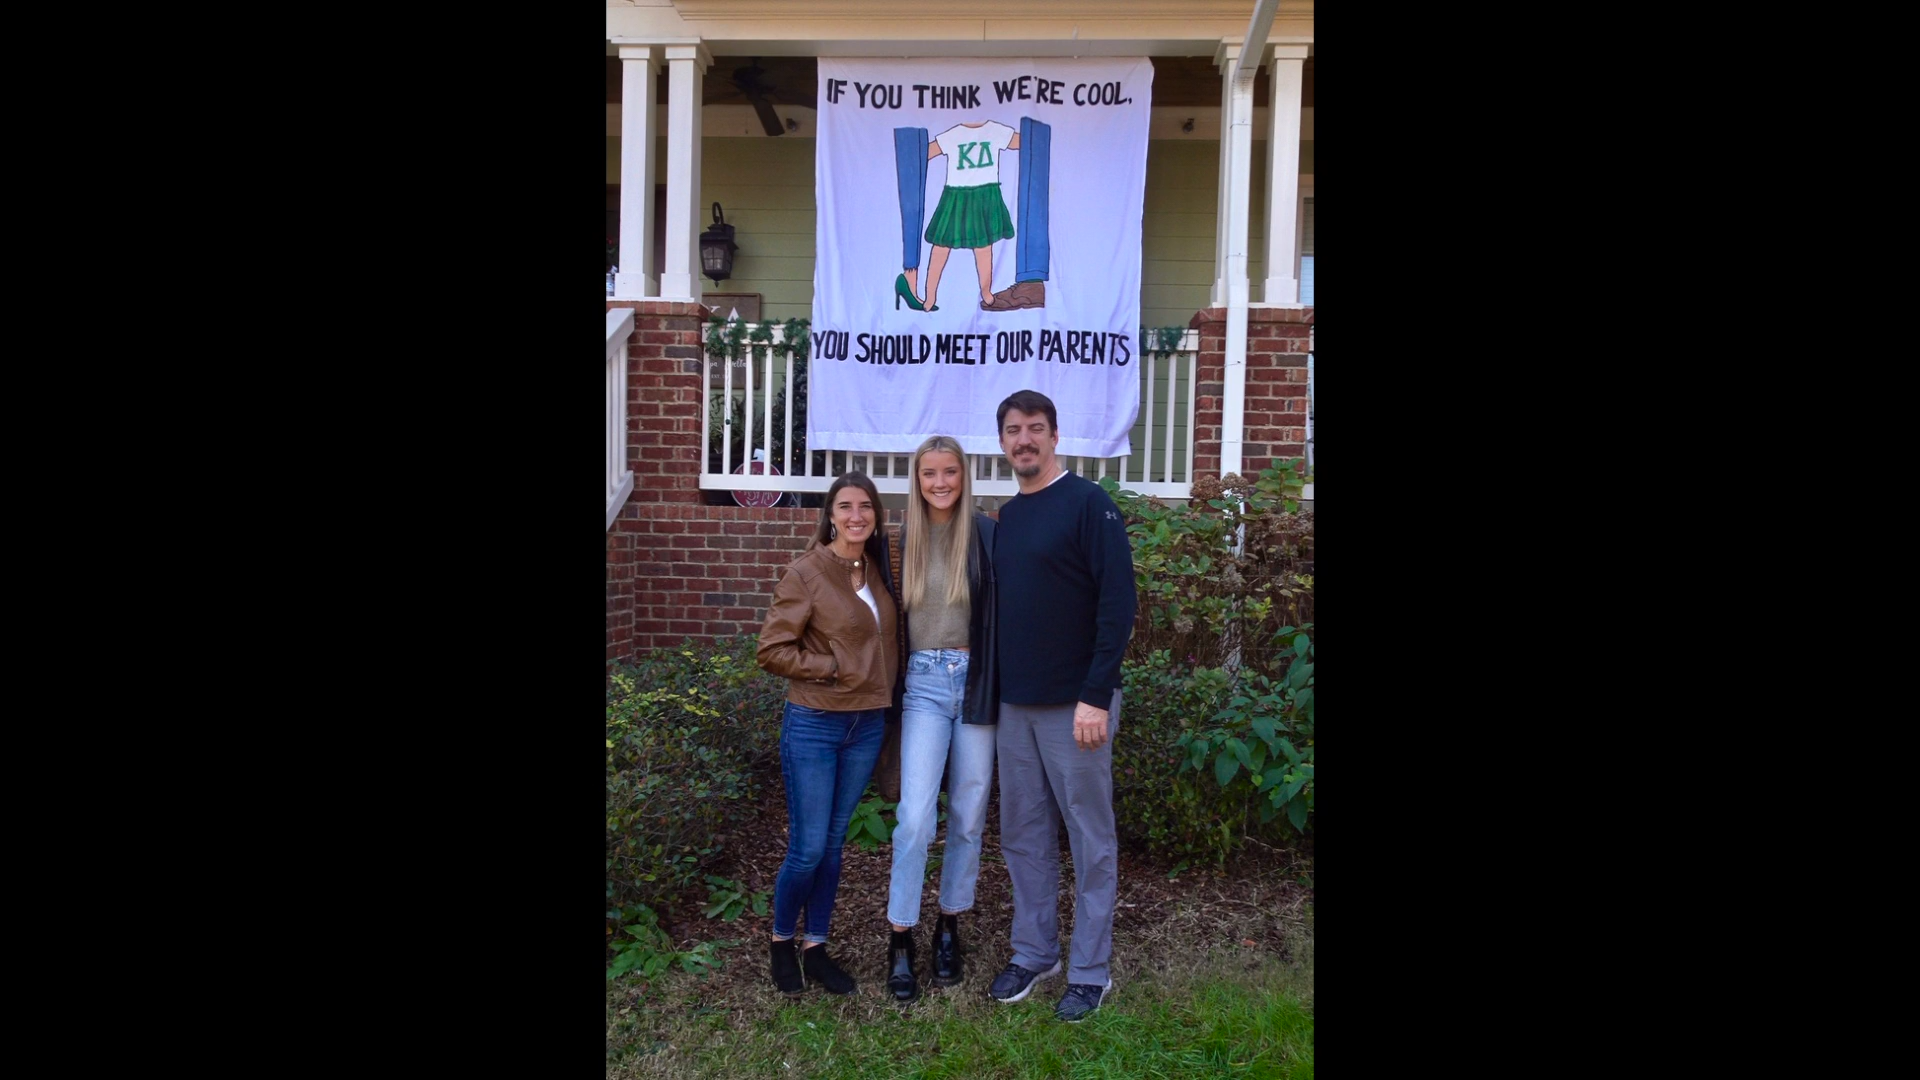 IF YOU THINK WE'RE COOL,
ΚΔ
YOU SHOULD MEET OUR PARENTS